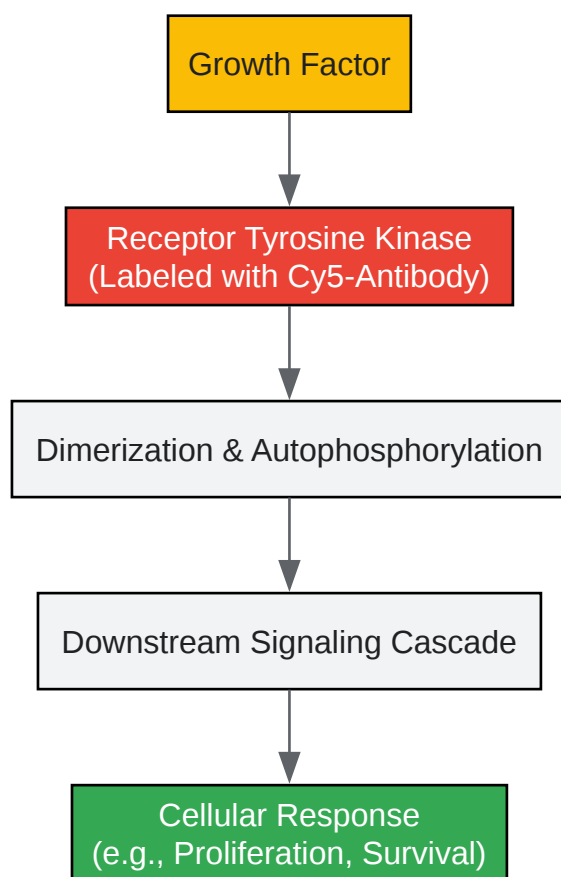 Growth Factor
Receptor Tyrosine Kinase
(Labeled with Cy5-Antibody)
Dimerization & Autophosphorylation
Downstream Signaling Cascade
Cellular Response
(e.g., Proliferation, Survival)